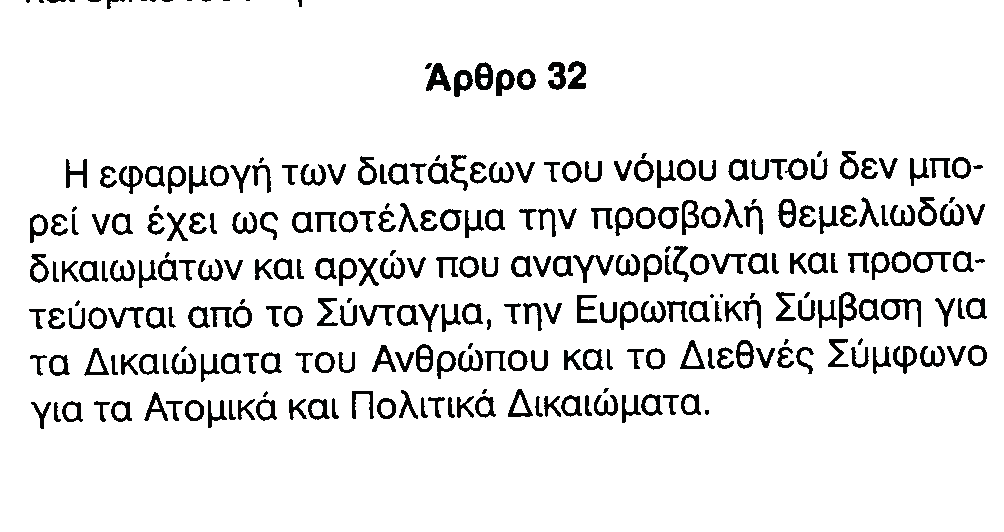 Άρθρο 32
Η εφαρμογή των διατάξεων του νόμου αυτού δεν μπο-
ρεί να έχει ως αποτέλεσμα την προσβολή θεμελιωδών
δικαιωμάτων και αρχών που αναγνωρίζονται και προστα-
τεύονται από το Σύνταγμα, την Ευρωπαϊκή Σύμβαση για
τα Δικαιώματα του Ανθρώπου και το Διεθνές Σύμφωνο
για τα Ατομικά και Πολιτικά Δικαιώματα.